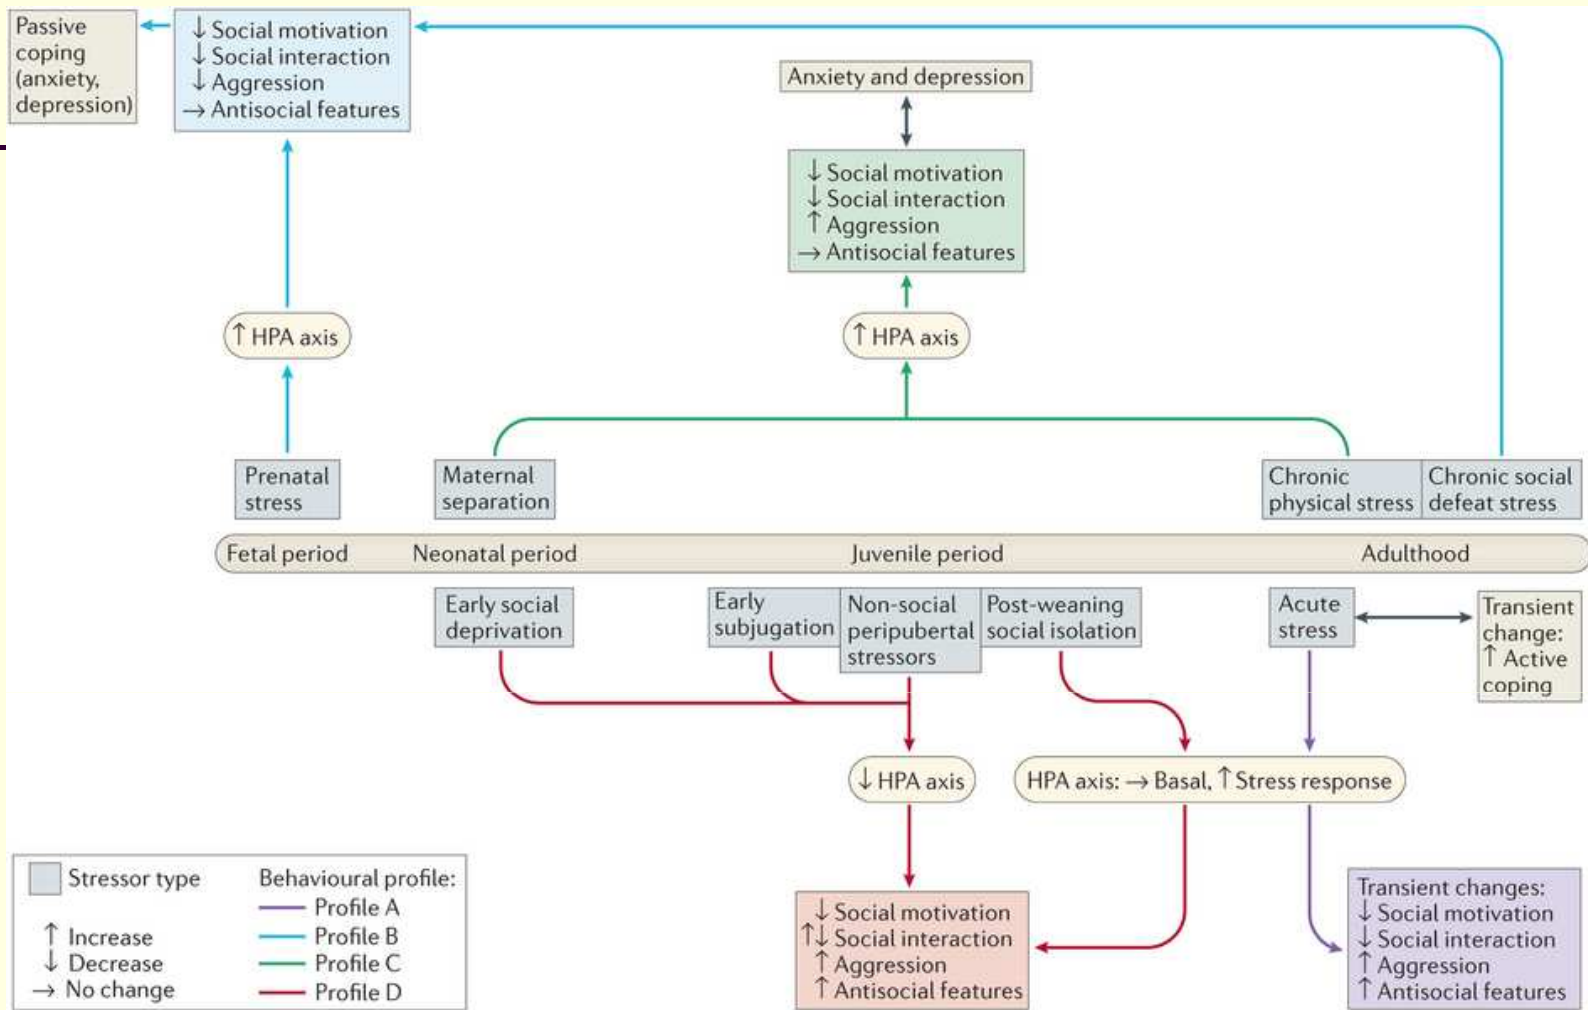 Passive
coping
(anxiety,
depression)
↓ Social motivation
↓ Social interaction
↓ Aggression
→ Antisocial features
Anxiety and depression
↓ Social motivation
↓ Social interaction
↑ Aggression
→ Antisocial features
↑ HPA axis
↑ HPA axis
Prenatal
stress
Maternal
separation
Chronic
physical stress
Chronic social
defeat stress
Fetal period
Neonatal period
Juvenile period
Adulthood
Early social
deprivation
Early
subjugation
Non-social
peripubertal
stressors
Post-weaning
social isolation
Acute
stress
Transient
change:
↑ Active
coping
↓ HPA axis
HPA axis: → Basal, ↑ Stress response
↓ Social motivation
↑↓ Social interaction
↑ Aggression
↑ Antisocial features
Transient changes:
↓ Social motivation
↓ Social interaction
↑ Aggression
↑ Antisocial features
Stressor type
↑ Increase
↓ Decrease
→ No change
Behavioural profile:
Profile A
Profile B
Profile C
Profile D